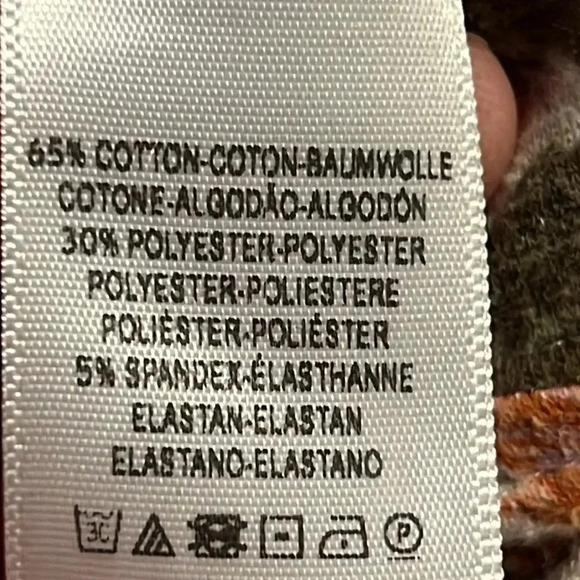 65% COTTON-COTON-BAUMWOLLE
COTONE-ALGODÃO-ALGODÓN
30% POLYESTER-POLYESTER
POLYESTER-POLIESTERE
POLIÉSTER-POLIÉSTER
5% SPANDEX-ÉLASTHANNE
ELASTAN-ELASTAN
ELASTANO-ELASTANO
30 P